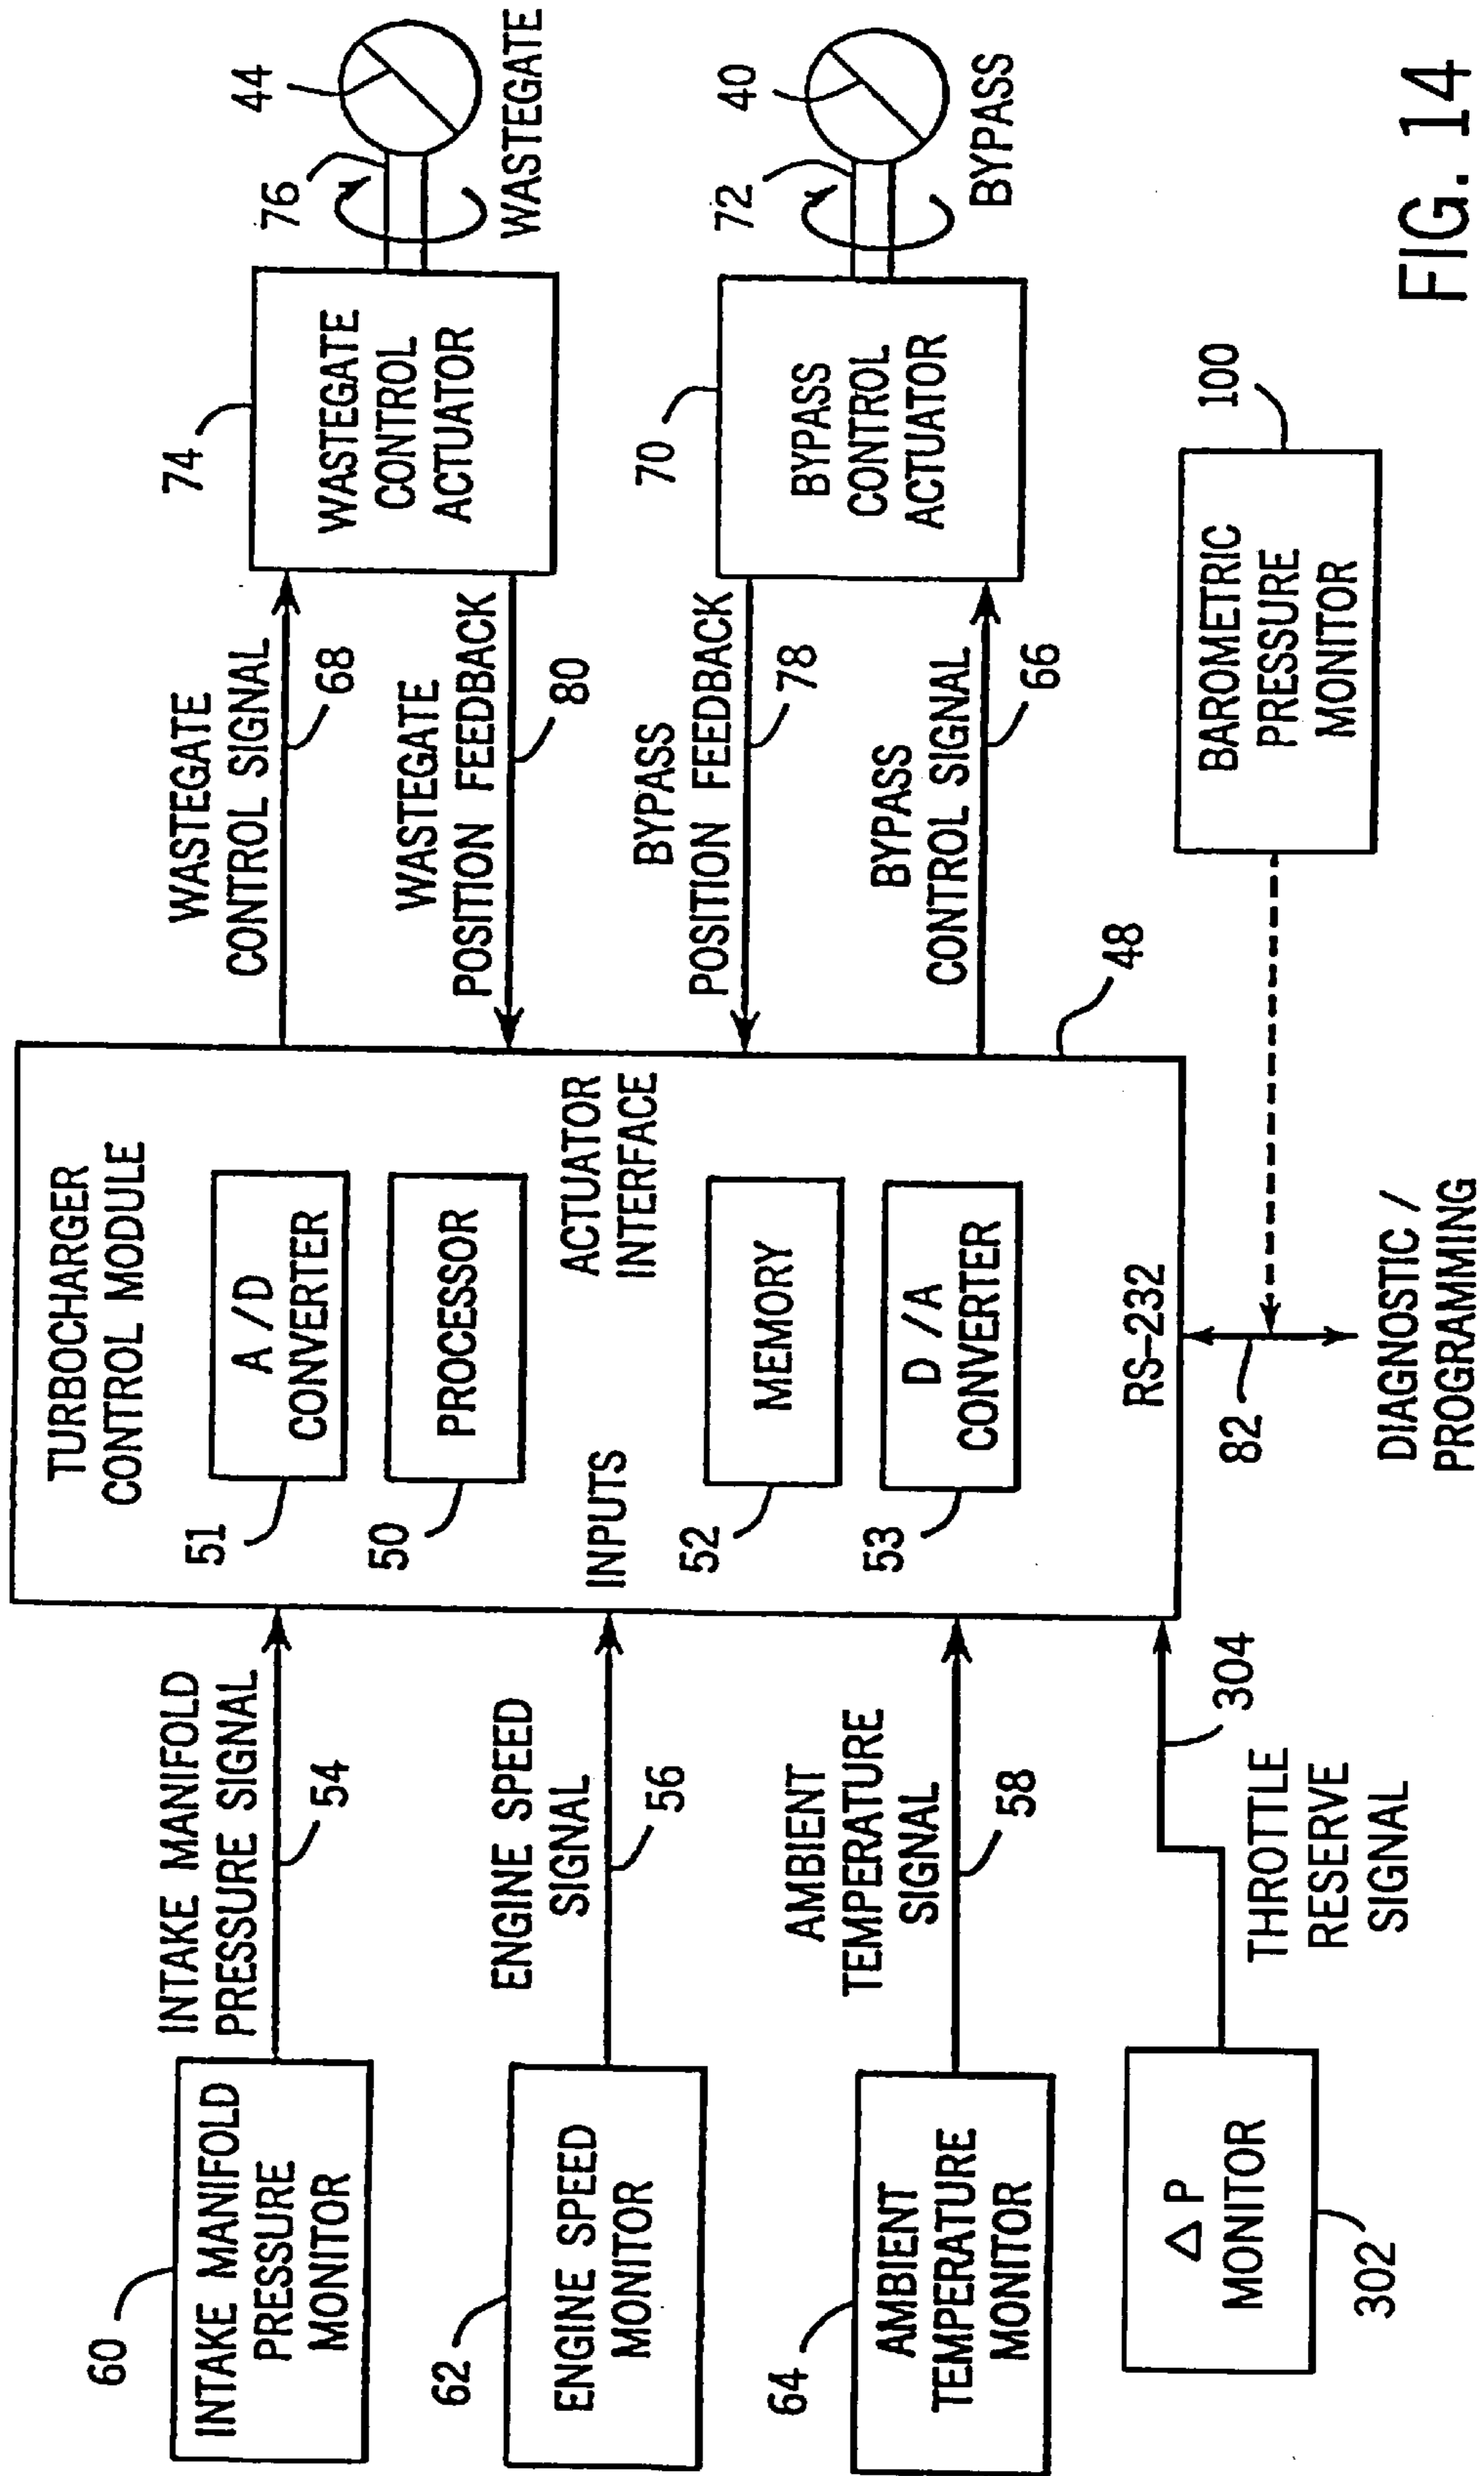 60
INTAKE MANIFOLD
PRESSURE
MONITOR
INTAKE MANIFOLD
PRESSURE SIGNAL
54
62
ENGINE SPEED
MONITOR
ENGINE SPEED
SIGNAL
56
64
AMBIENT
TEMPERATURE
MONITOR
AMBIENT
TEMPERATURE
SIGNAL
58
Δ P
MONITOR
302
THROTTLE
RESERVE
SIGNAL
304
TURBOCHARGER
CONTROL MODULE
51
A/D
CONVERTER
50
PROCESSOR
INPUTS
ACTUATOR
INTERFACE
52
MEMORY
53
D/A
CONVERTER
RS-232
48
82
DIAGNOSTIC /
PROGRAMMING
WASTEGATE
CONTROL SIGNAL
68
WASTEGATE
POSITION FEEDBACK
80
BYPASS
POSITION FEEDBACK
78
BYPASS
CONTROL SIGNAL
66
74
WASTEGATE
CONTROL
ACTUATOR
76
44
WASTEGATE
70
BYPASS
CONTROL
ACTUATOR
72
40
BYPASS
100
BAROMETRIC
PRESSURE
MONITOR
FIG. 14